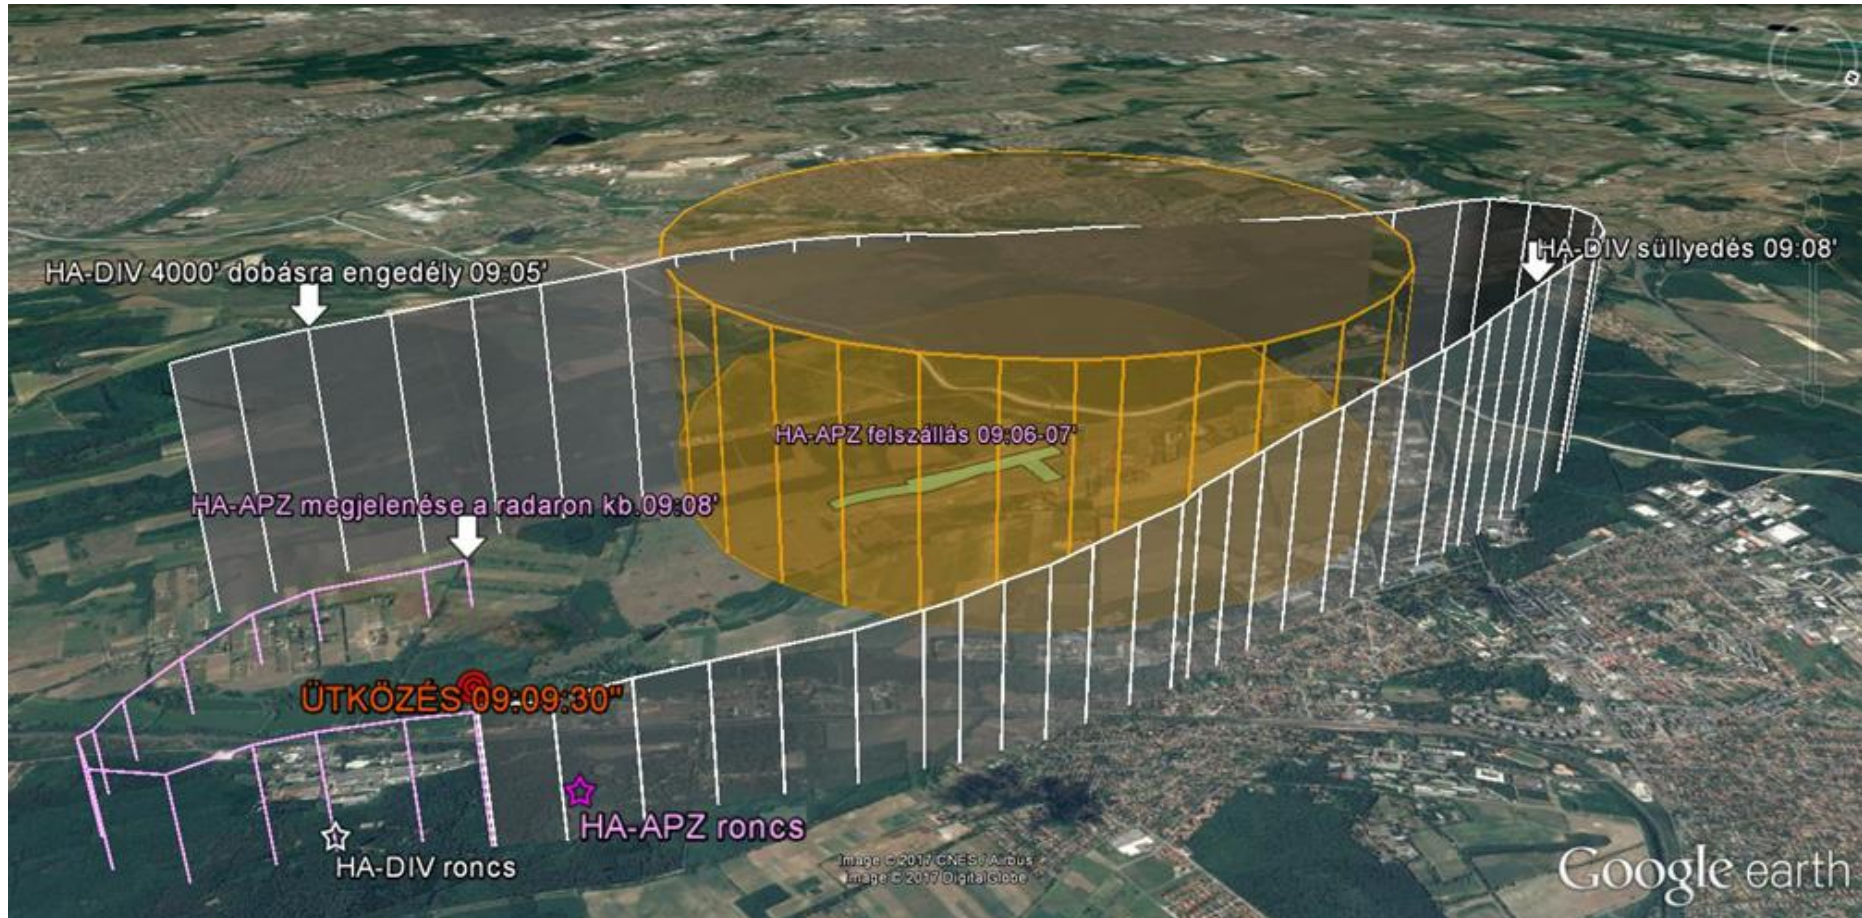 HA-DIV 4000' dobásra engedély 09:05'
HA-DIV süllyedés 09:08'
HA-APZ felszállás 09:06-07'
HA-APZ megjelenése a radaron kb.09:08'
ÜTKÖZÉS 09:09:30"
HA-APZ roncs
HA-DIV roncs
Image © 2017 CNES / Airbus
Image © 2017 DigitalGlobe
Google earth